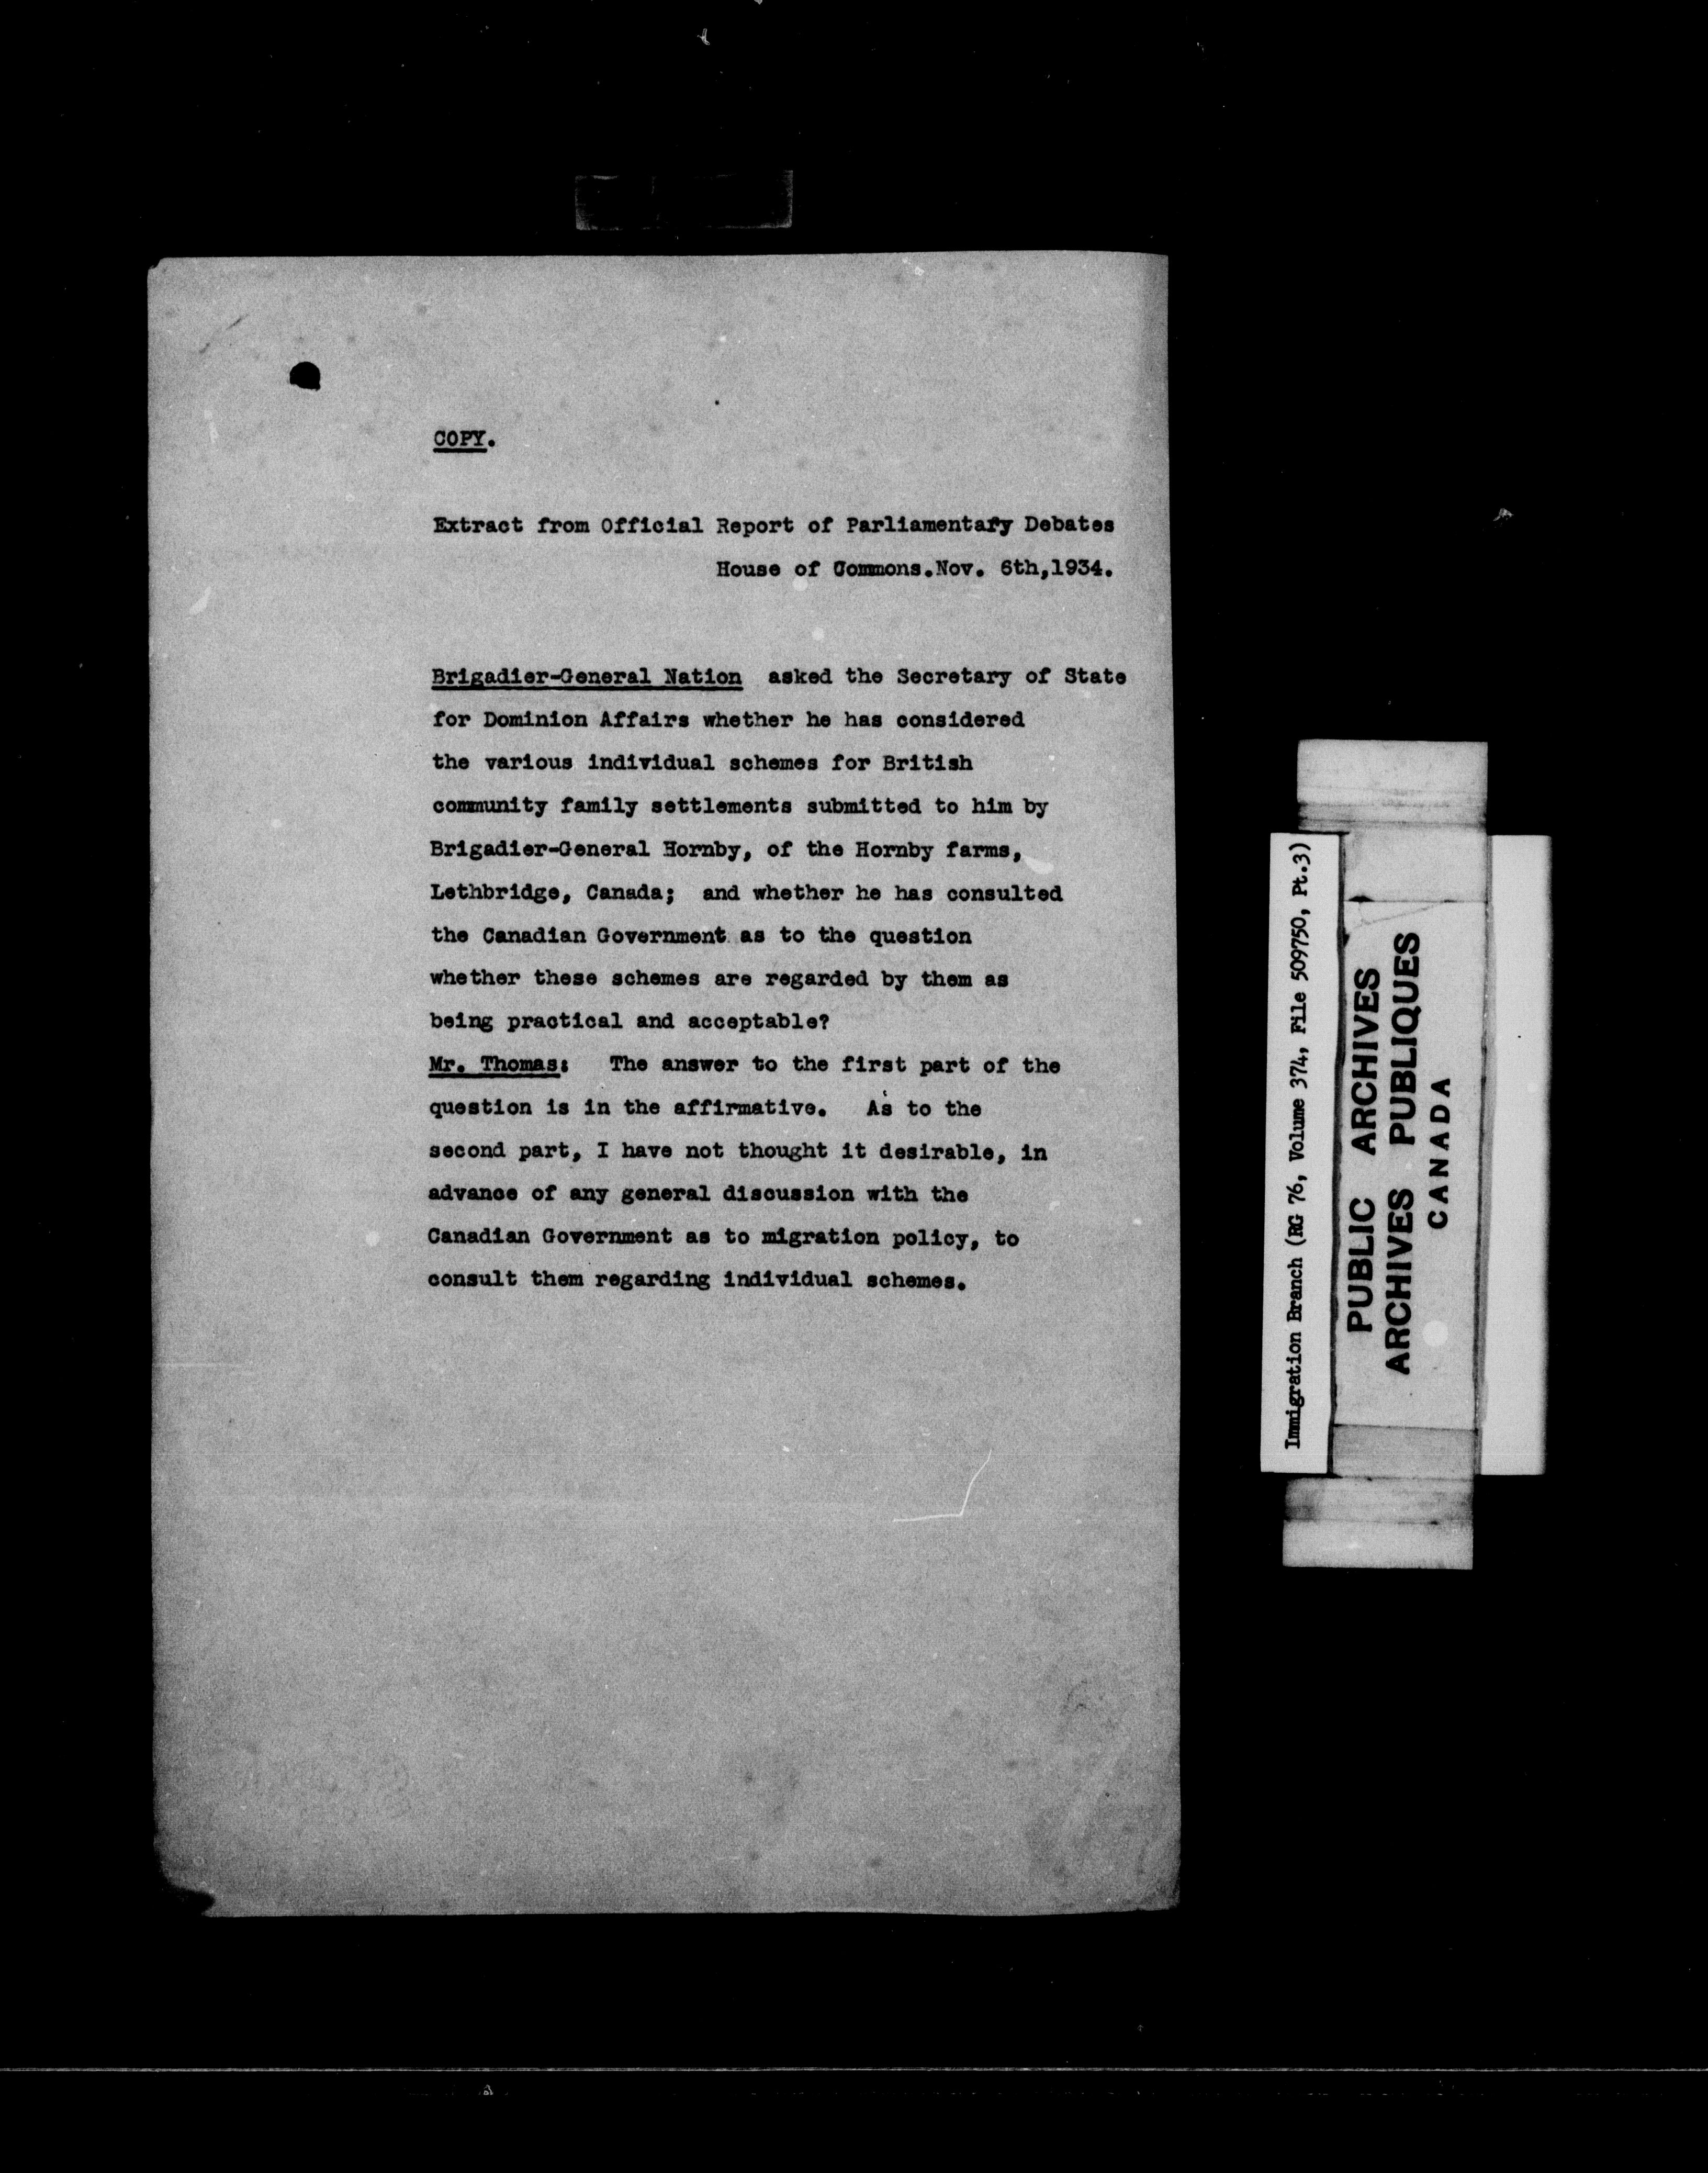 COPY.
Extract from Official Report of Parliamentary Debates
House of Commons.Nov. 6th,1934.
Brigadier-General Nation asked the Secretary of State
for Dominion Affairs whether he has considered
the various individual schemes for British
community family settlements submitted to him by
Brigadier-General Hornby, of the Hornby farms,
Lethbridge, Canada; and whether he has consulted
the Canadian Government as to the question
whether these schemes are regarded by them as
being practical and acceptable?
Mr. Thomas: The answer to the first part of the
question is in the affirmative. As to the
second part, I have not thought it desirable, in
advance of any general discussion with the
Canadian Government as to migration policy, to
consult them regarding individual schemes.
Immigration Branch (RG 76, Volume 374, File 509750, Pt.3)
PUBLIC ARCHIVES
ARCHIVES PUBLIQUES
CANADA